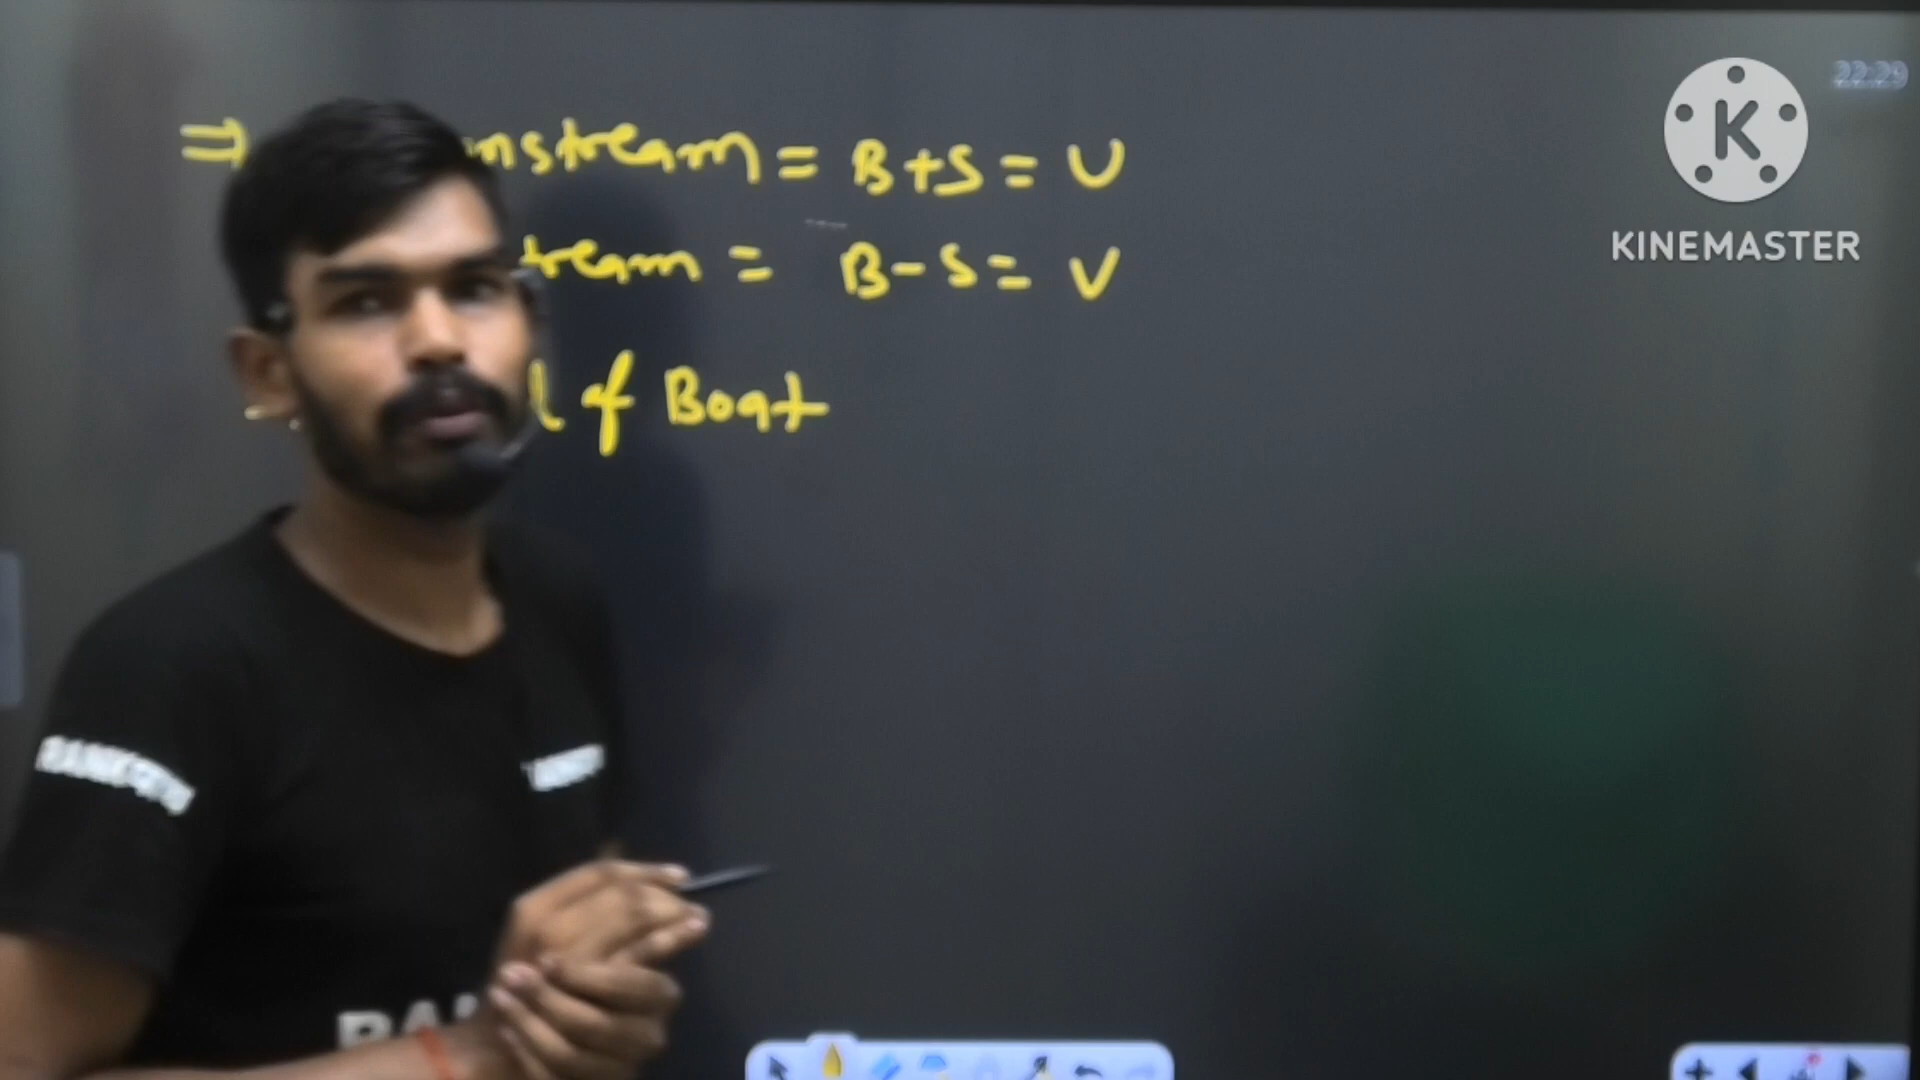 ⇒ nstream = B+S = U
tream = B-S = V
of Boat
22:29
K
KINEMASTER